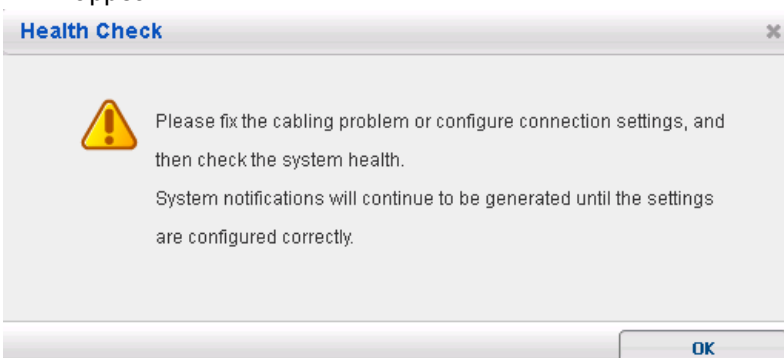 Health Check
Please fix the cabling problem or configure connection settings, and
then check the system health.
System notifications will continue to be generated until the settings
are configured correctly.
OK